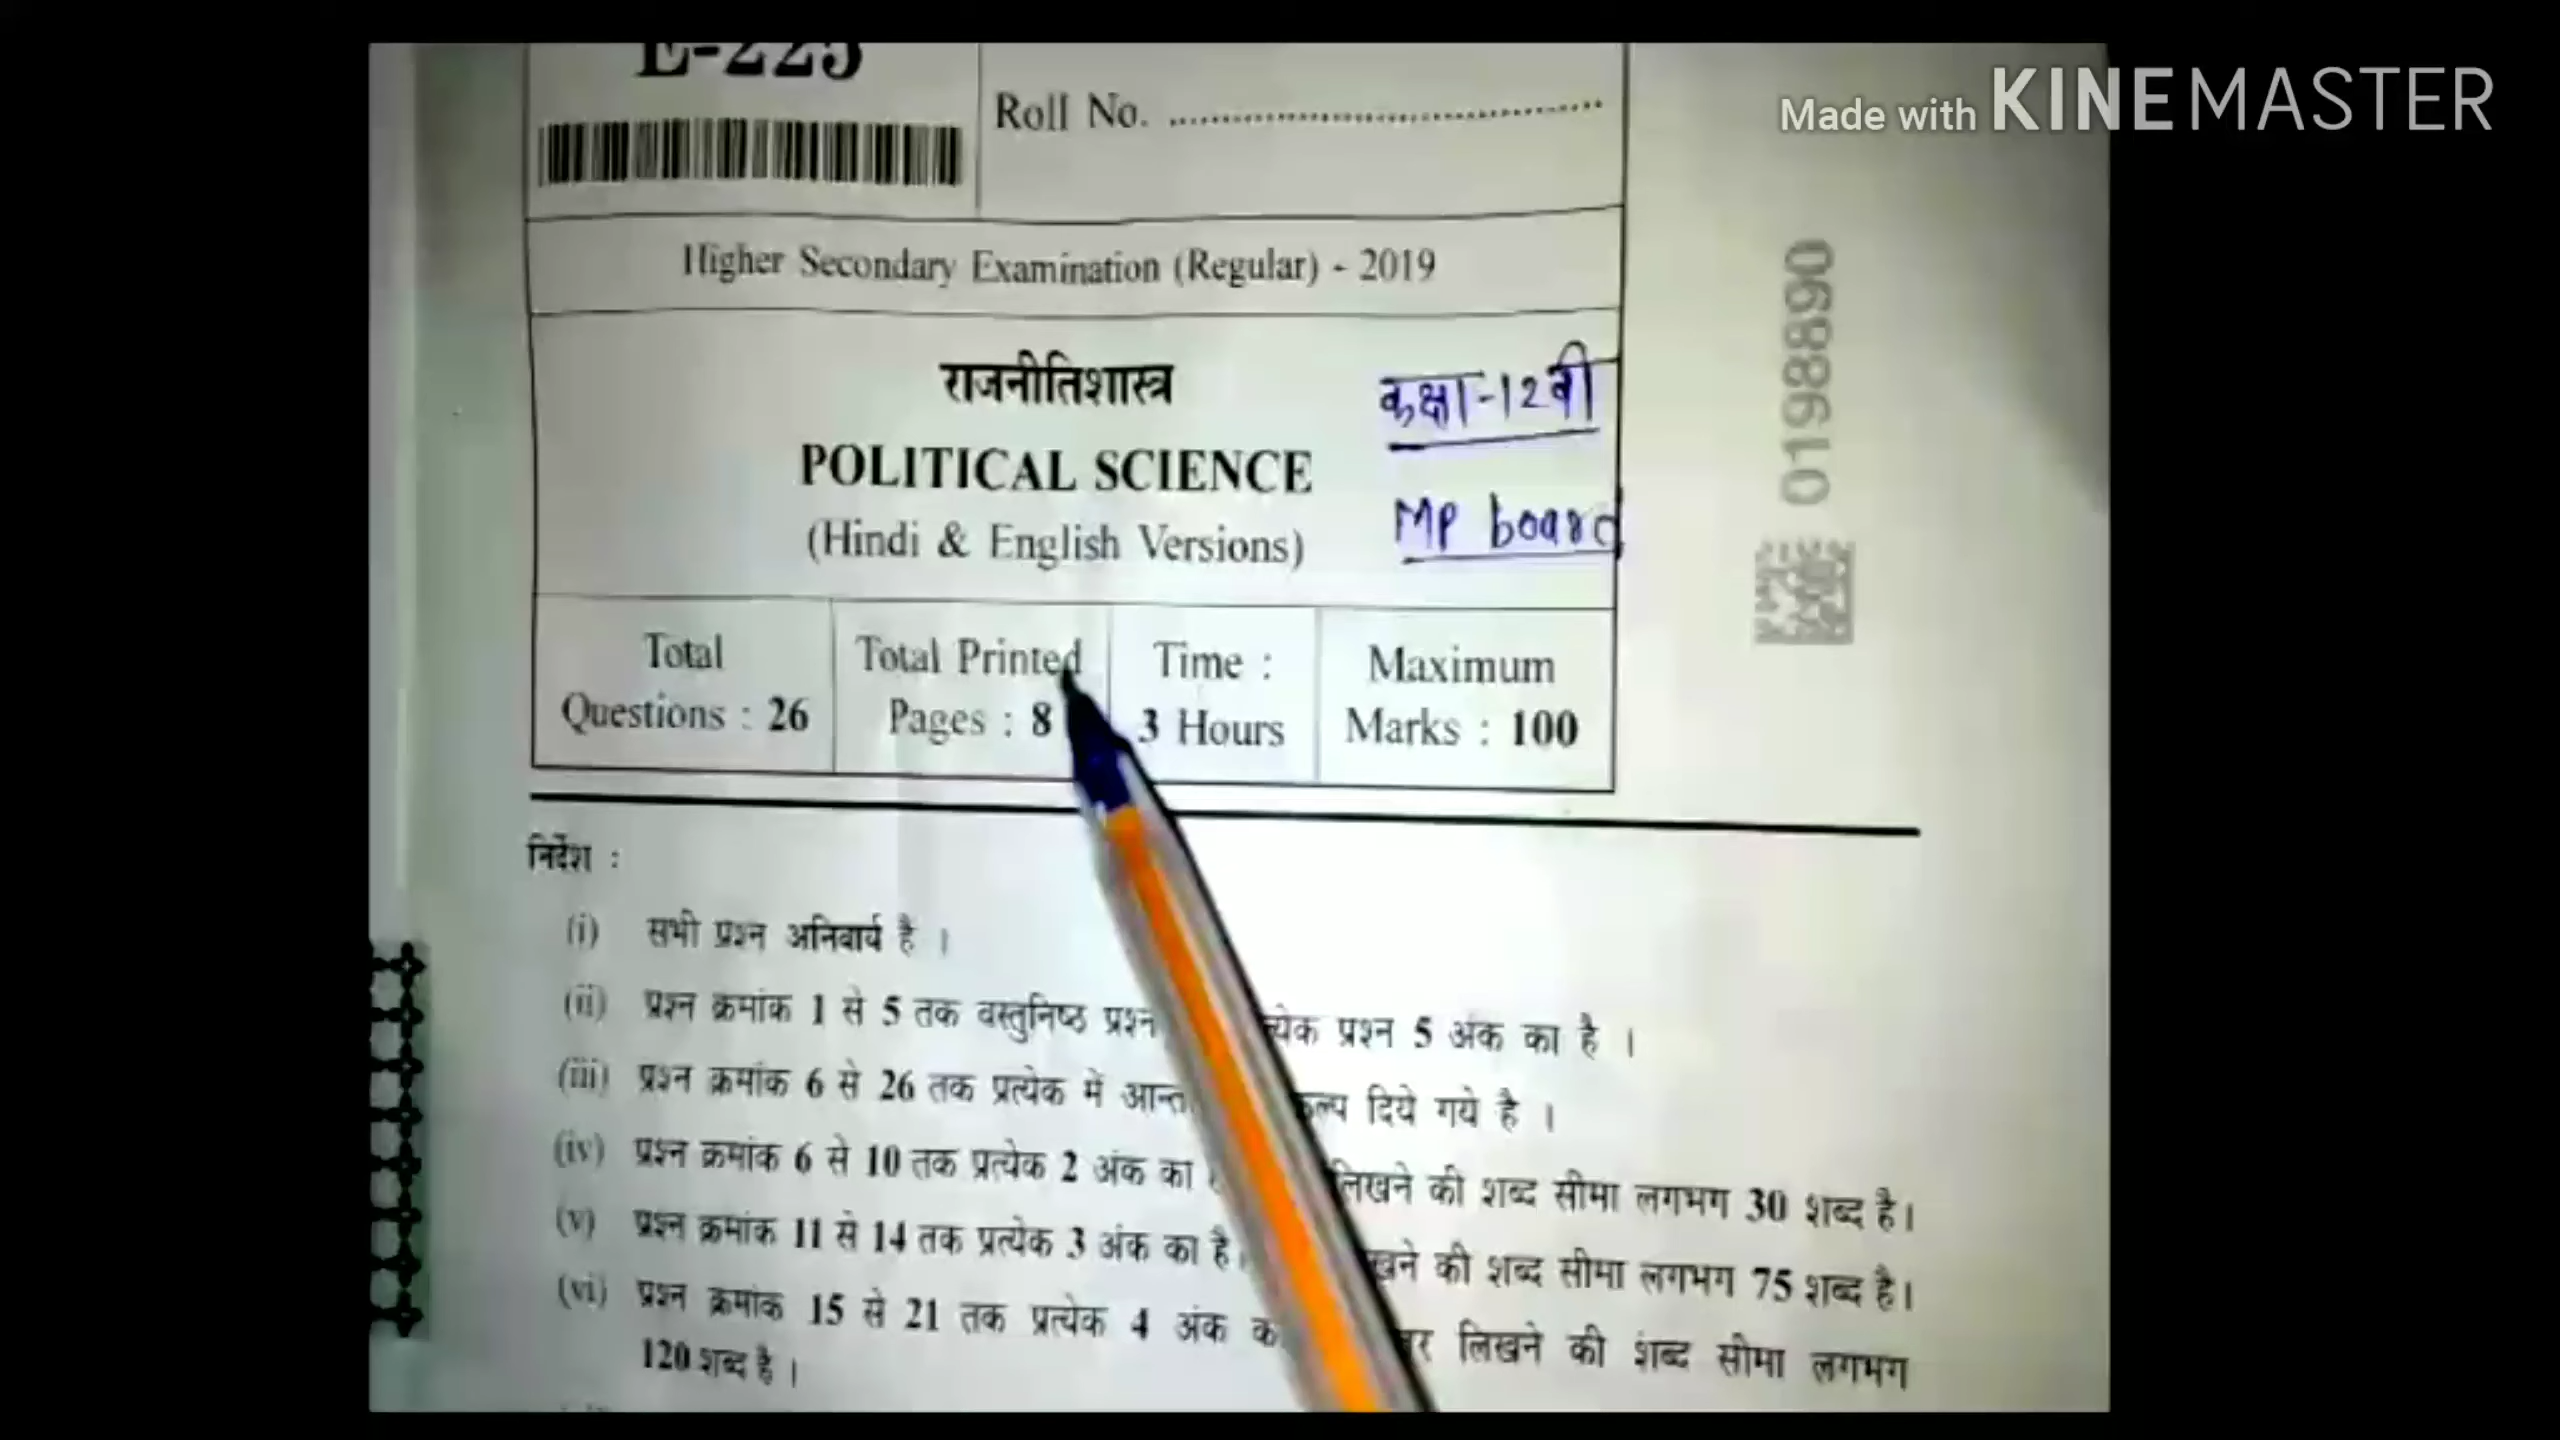 E-225
Roll No. ................................................
Made with KINEMASTER
Higher Secondary Examination (Regular) - 2019
राजनीतिशास्त्र
कक्षा-12वी
POLITICAL SCIENCE
MP board
(Hindi & English Versions)
0198890
Total Questions : 26
Total Printed Pages : 8
Time : 3 Hours
Maximum Marks : 100
निर्देश :
(i) सभी प्रश्न अनिवार्य है ।
(ii) प्रश्न क्रमांक 1 से 5 तक वस्तुनिष्ठ प्रश्न प्रश्न 5 अंक का है ।
(iii) प्रश्न क्रमांक 6 से 26 तक प्रत्येक में दिये गये है ।
(iv) प्रश्न क्रमांक 6 से 10 तक प्रत्येक 2 अंक का लिखने की शब्द सीमा लगभग 30 शब्द है।
(v) प्रश्न क्रमांक 11 से 14 तक प्रत्येक 3 अंक का है। की शब्द सीमा लगभग 75 शब्द है।
(vi) प्रश्न क्रमांक 15 से 21 तक प्रत्येक 4 अंक लिखने की शब्द सीमा लगभग
120 शब्द है ।